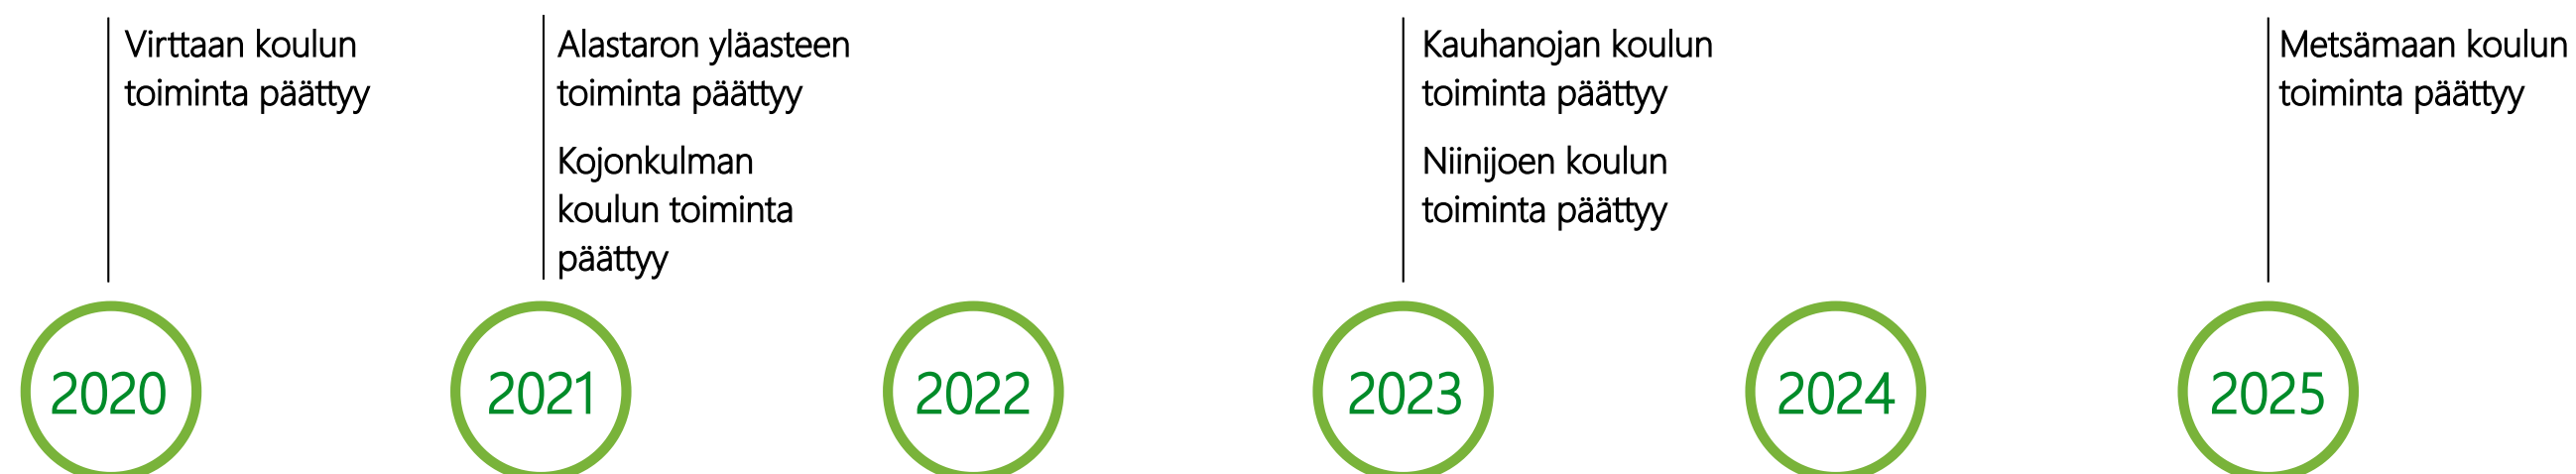 Virttaan koulun
toiminta päättyy
Alastaron yläasteen
toiminta päättyy
Kojonkulman
koulun toiminta
päättyy
Kauhanojan koulun
toiminta päättyy
Niinijoen koulun
toiminta päättyy
Metsämaan koulun
toiminta päättyy
2020
2021
2022
2023
2024
2025